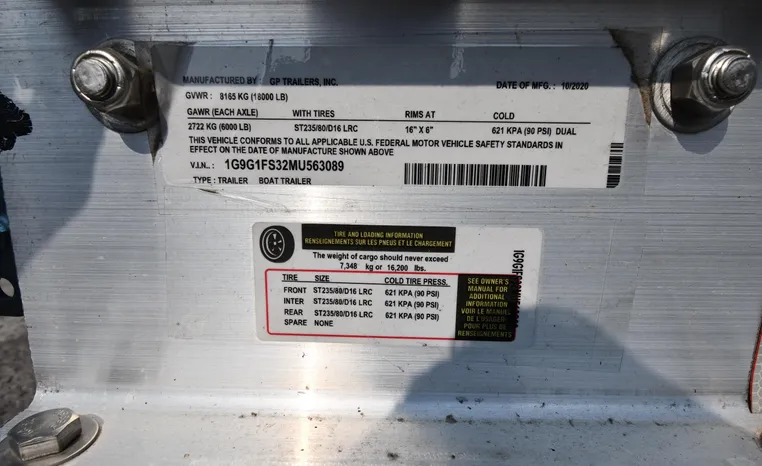 MANUFACTURED BY GP TRAILERS, INC.
GVWR : 8165 KG (18000 LB) DATE OF MFG. : 10/2020
GAWR (EACH AXLE) WITH TIRES RIMS AT COLD
2722 KG (6000 LB) ST235/80/D16 LRC 16" X 6" 621 KPA (90 PSI) DUAL
THIS VEHICLE CONFORMS TO ALL APPLICABLE U.S. FEDERAL MOTOR VEHICLE SAFETY STANDARDS IN
EFFECT ON THE DATE OF MANUFACTURE SHOWN ABOVE
V.I.N.. : 1G9G1FS32MU563089
TYPE : TRAILER BOAT TRAILER
TIRE AND LOADING INFORMATION
RENSEIGNEMENTS SUR LES PNEUS ET LE CHARGEMENT
The weight of cargo should never exceed
7,348 kg or 16,200 lbs.
TIRE SIZE COLD TIRE PRESS.
FRONT ST235/80/D16 LRC 621 KPA (90 PSI)
INTER ST235/80/D16 LRC 621 KPA (90 PSI)
REAR ST235/80/D16 LRC 621 KPA (90 PSI)
SPARE NONE
SEE OWNER'S
MANUAL FOR
ADDITIONAL
INFORMATION
VOIR LE MANUEL
DE L'USAGER
POUR PLUS DE
RENSEIGNEMENTS